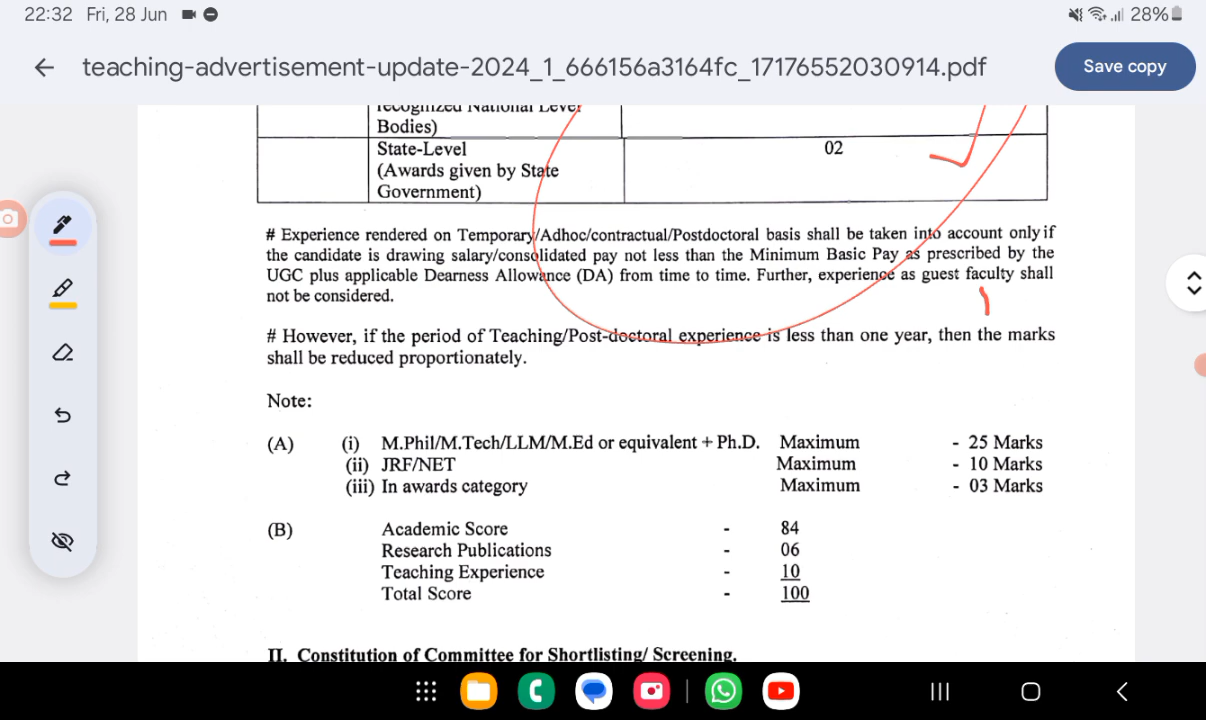 22:32 Fri, 28 Jun 28%
teaching-advertisement-update-2024_1_666156a3164fc_17176552030914.pdf Save copy
recognized National Level
Bodies)
State-Level 02
(Awards given by State
Government)
# Experience rendered on Temporary/Adhoc/contractual/Postdoctoral basis shall be taken into account only if
the candidate is drawing salary/consolidated pay not less than the Minimum Basic Pay as prescribed by the
UGC plus applicable Dearness Allowance (DA) from time to time. Further, experience as guest faculty shall
not be considered.
# However, if the period of Teaching/Post-doctoral experience is less than one year, then the marks
shall be reduced proportionately.
Note:
(A) (i) M.Phil/M.Tech/LLM/M.Ed or equivalent + Ph.D. Maximum - 25 Marks
(ii) JRF/NET Maximum - 10 Marks
(iii) In awards category Maximum - 03 Marks
(B) Academic Score - 84
Research Publications - 06
Teaching Experience - 10
Total Score - 100
II. Constitution of Committee for Shortlisting/ Screening.